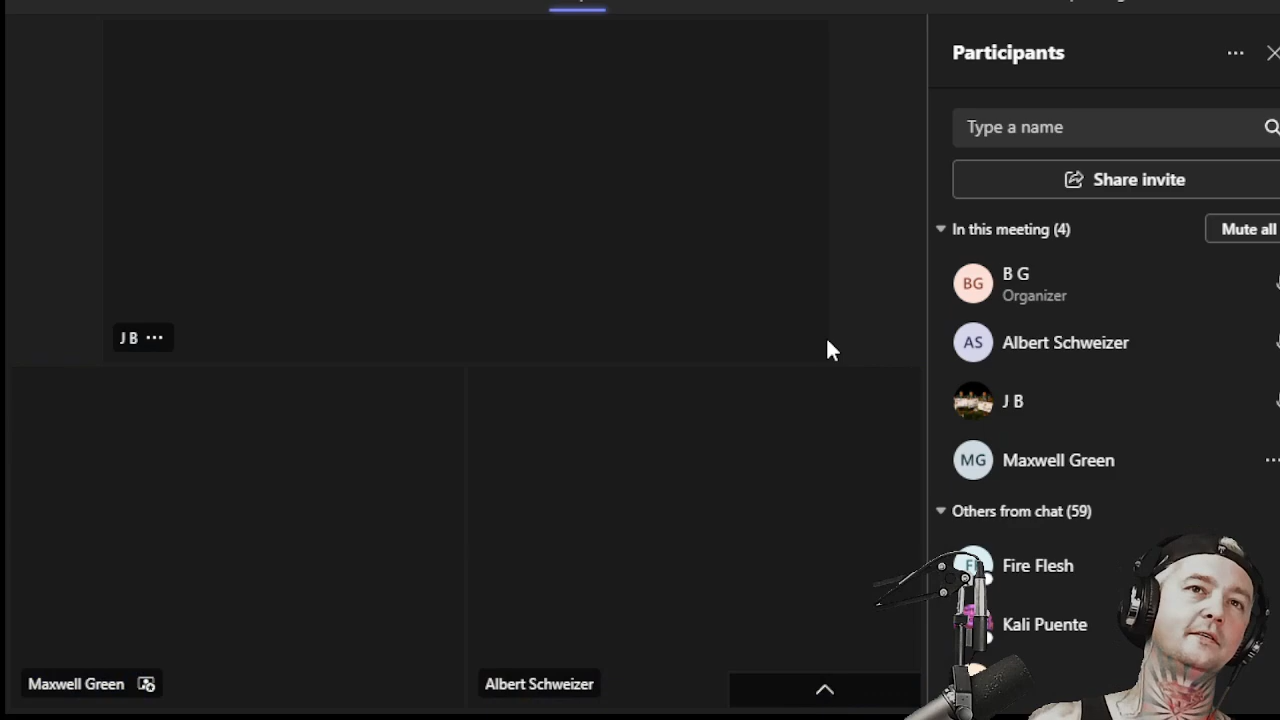 Participants
Type a name
Share invite
In this meeting (4)
Mute all
BG
B G
Organizer
AS
Albert Schweizer
J B
MG
Maxwell Green
Others from chat (59)
Fire Flesh
Kali Puente
J B
Maxwell Green
Albert Schweizer